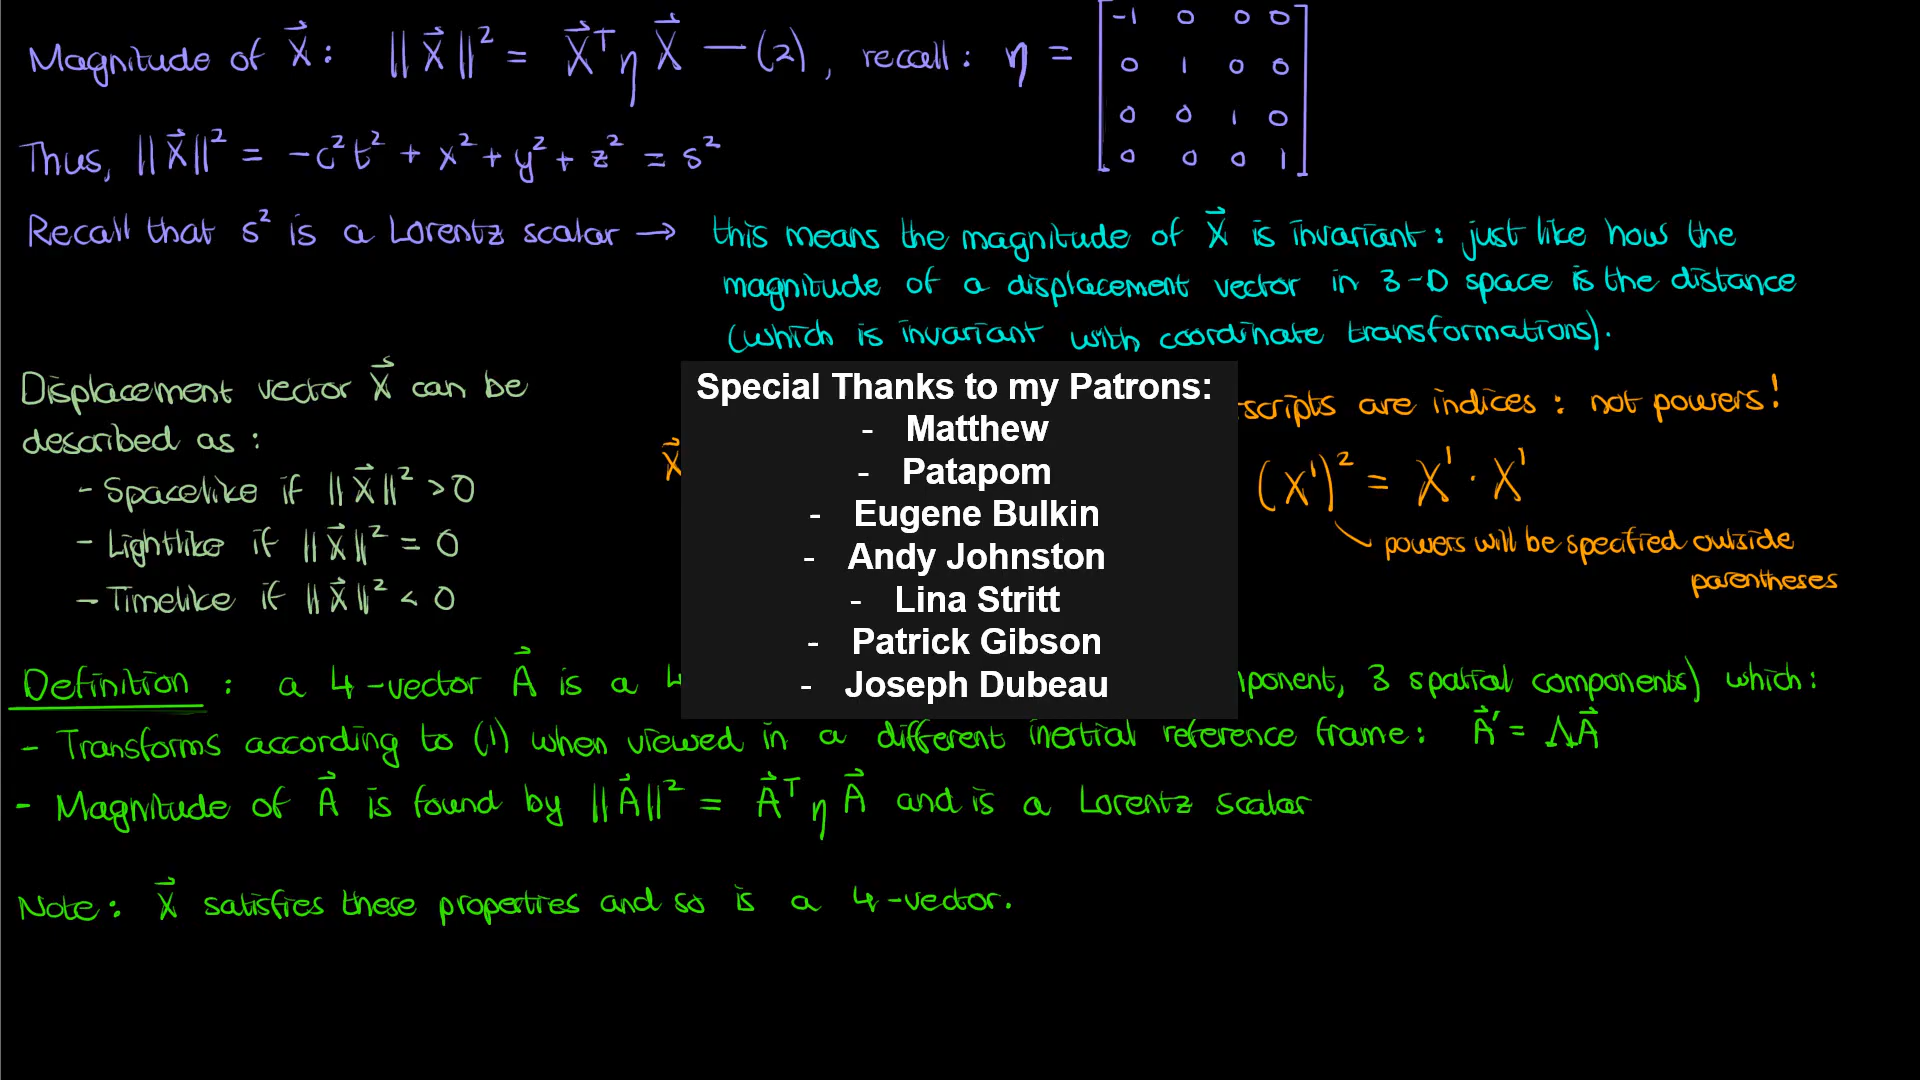 Magnitude of X⃗: ||X⃗||² = X⃗ᵀηX⃗ — (2), recall: η = [-1 0 0 0
0 1 0 0
0 0 1 0
0 0 0 1]
Thus, ||X⃗||² = -c²t² + x² + y² + z² = s²
Recall that s² is a Lorentz scalar → this means the magnitude of X⃗ is invariant: just like how the
magnitude of a displacement vector in 3-D space is the distance
(which is invariant with coordinate transformations).
Displacement vector X⃗ can be
described as:
- Spacelike if ||X⃗||² > 0
- Lightlike if ||X⃗||² = 0
- Timelike if ||X⃗||² < 0
X⃗
Special Thanks to my Patrons:
- Matthew
- Patapom
- Eugene Bulkin
- Andy Johnston
- Lina Stritt
- Patrick Gibson
- Joseph Dubeau
scripts are indices: not powers!
(X¹)² = X¹ · X¹
powers will be specified outside
parentheses
Definition: a 4-vector A⃗ is a 4 ponent, 3 spatial components) which:
- Transforms according to (1) when viewed in a different inertial reference frame: A⃗′ = ΛA⃗
- Magnitude of A⃗ is found by ||A⃗||² = A⃗ᵀηA⃗ and is a Lorentz scalar
Note: X⃗ satisfies these properties and so is a 4-vector.